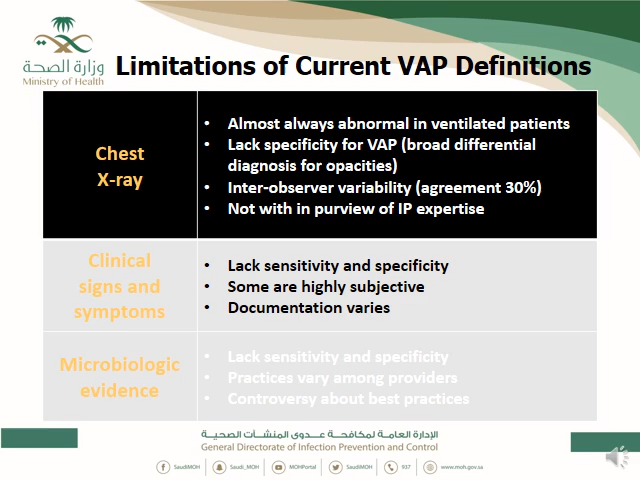 وزارة الصحة
Ministry of Health
Limitations of Current VAP Definitions
Chest
X-ray
• Almost always abnormal in ventilated patients
• Lack specificity for VAP (broad differential
diagnosis for opacities)
• Inter-observer variability (agreement 30%)
• Not with in purview of IP expertise
Clinical
signs and
symptoms
• Lack sensitivity and specificity
• Some are highly subjective
• Documentation varies
Microbiologic
evidence
• Lack sensitivity and specificity
• Practices vary among providers
• Controversy about best practices
الإدارة العامة لمكافحة عدوى المنشآت الصحية
General Directorate of Infection Prevention and Control
SaudiMOH
Saudi_MOH
MOHPortal
SaudiMOH
937
www.moh.gov.sa